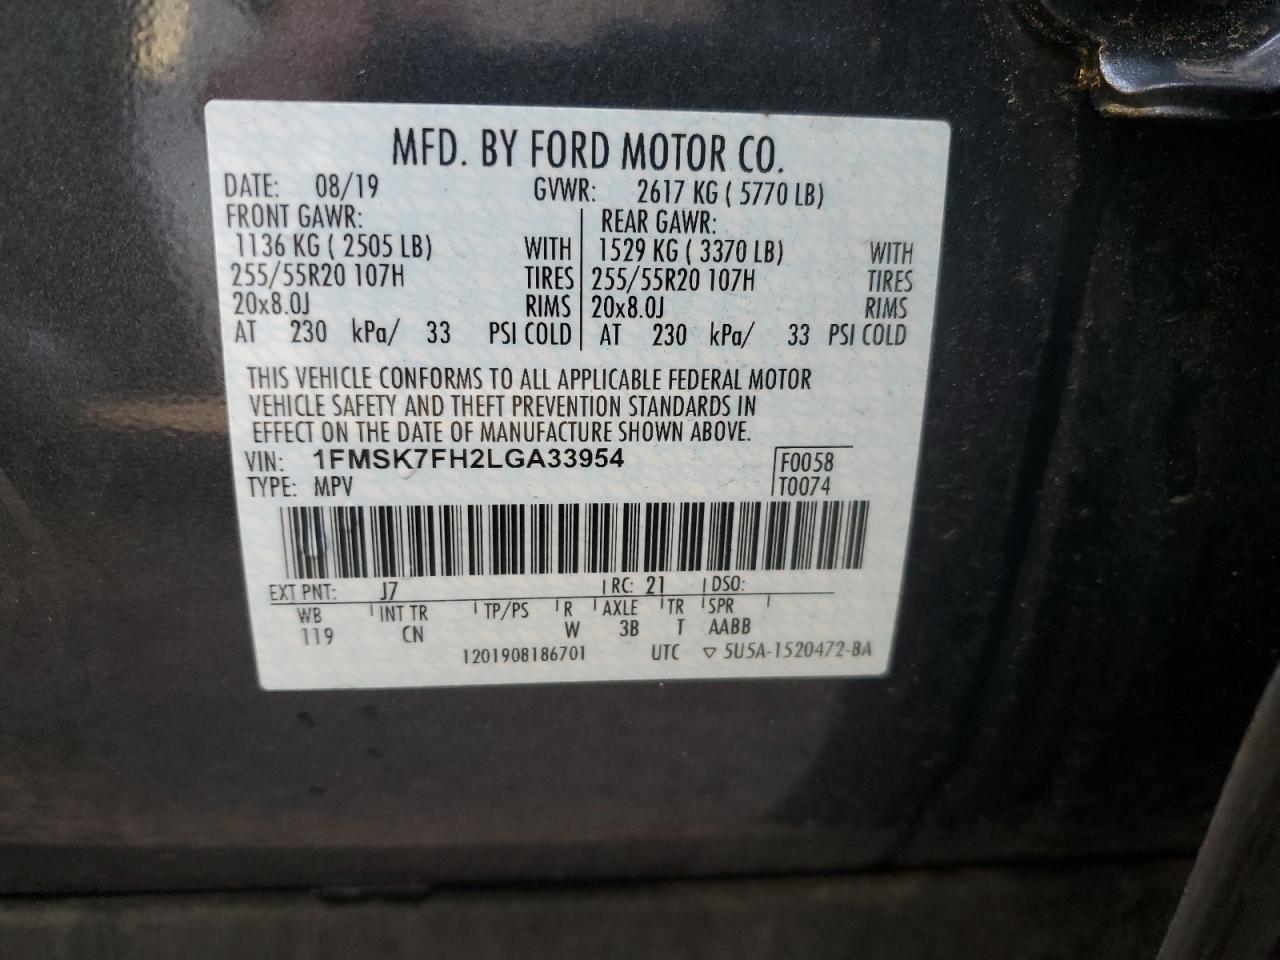 MFD. BY FORD MOTOR CO.
DATE: 08/19 GVWR: 2617 KG ( 5770 LB)
FRONT GAWR: REAR GAWR:
1136 KG ( 2505 LB) WITH 1529 KG ( 3370 LB) WITH
255/55R20 107H TIRES 255/55R20 107H TIRES
20x8.0J RIMS 20x8.0J RIMS
AT 230 kPa/ 33 PSI COLD AT 230 kPa/ 33 PSI COLD
THIS VEHICLE CONFORMS TO ALL APPLICABLE FEDERAL MOTOR
VEHICLE SAFETY AND THEFT PREVENTION STANDARDS IN
EFFECT ON THE DATE OF MANUFACTURE SHOWN ABOVE.
VIN: 1FMSK7FH2LGA33954 F0058
TYPE: MPV T0074
EXT PNT: J7 RC: 21 DSO:
WB INT TR TP/PS R AXLE TR SPR
119 CN W 3B T AABB
1201908186701 UTC ▽ 5U5A-1520472-BA